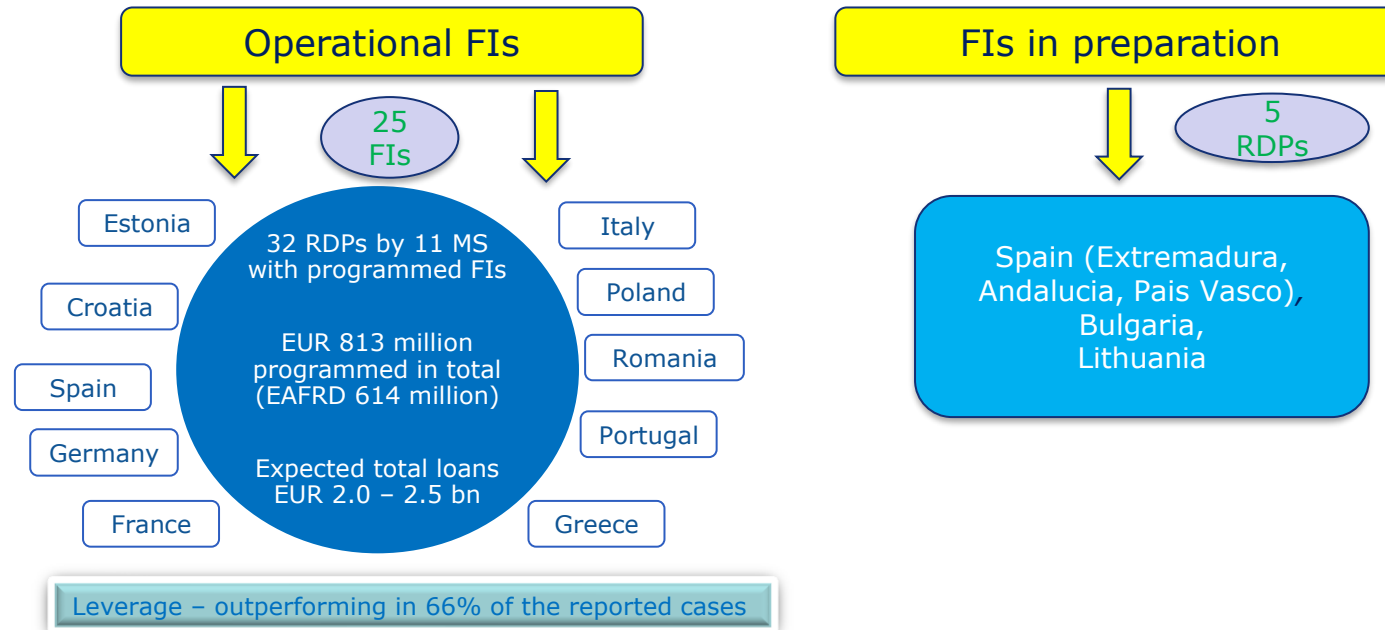 Operational FIs
25
FIs
Estonia
Croatia
Spain
Germany
France
32 RDPs by 11 MS
with programmed FIs
EUR 813 million
programmed in total
(EAFRD 614 million)
Expected total loans
EUR 2.0 – 2.5 bn
Italy
Poland
Romania
Portugal
Greece
Leverage – outperforming in 66% of the reported cases
FIs in preparation
5
RDPs
Spain (Extremadura,
Andalucia, Pais Vasco),
Bulgaria,
Lithuania